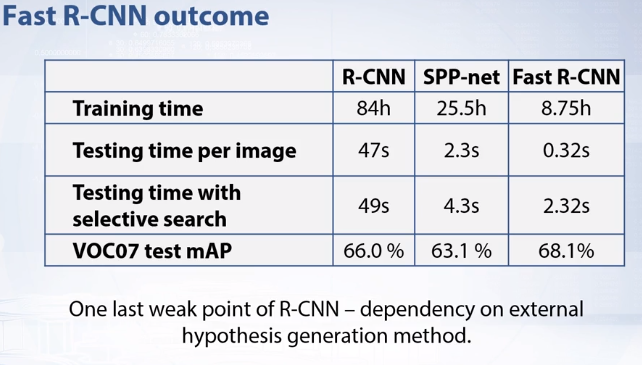 Fast R-CNN outcome
R-CNN SPP-net Fast R-CNN
Training time 84h 25.5h 8.75h
Testing time per image 47s 2.3s 0.32s
Testing time with
selective search 49s 4.3s 2.32s
VOC07 test mAP 66.0 % 63.1 % 68.1%
One last weak point of R-CNN – dependency on external
hypothesis generation method.